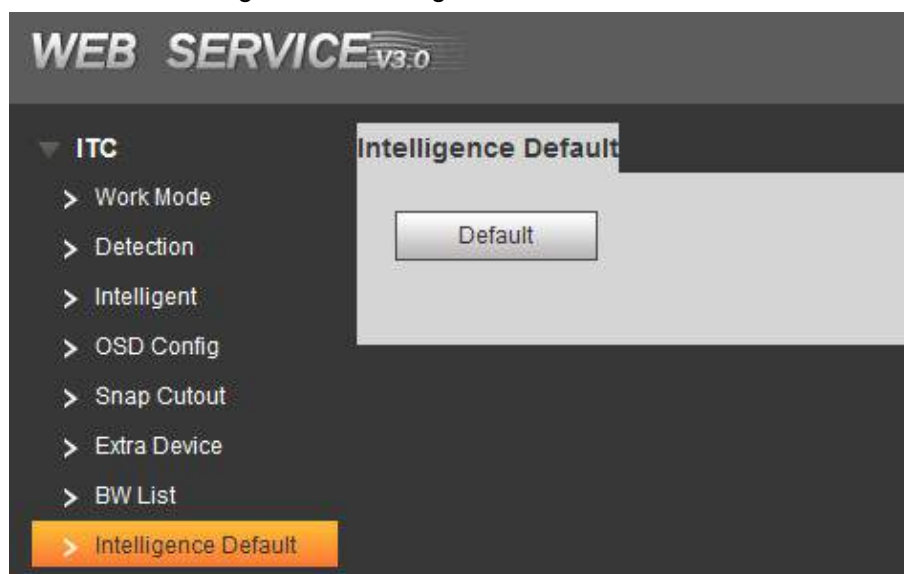 WEB SERVICE V3.0
ITC
Intelligence Default
Work Mode
Default
Detection
Intelligent
OSD Config
Snap Cutout
Extra Device
BW List
Intelligence Default